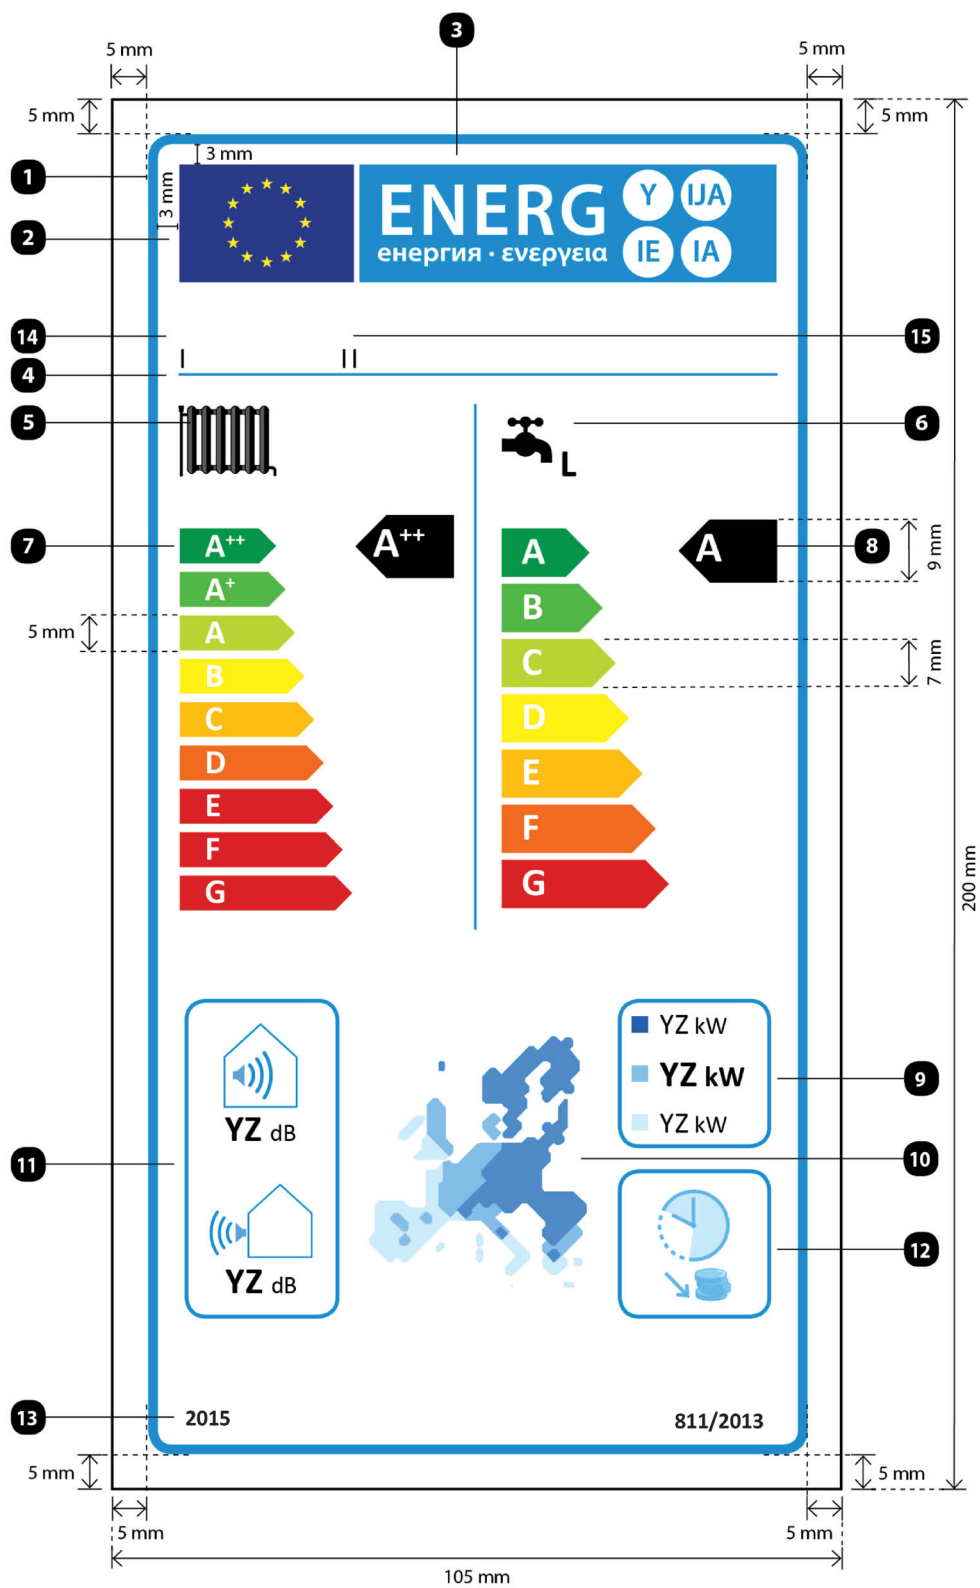 3
5 mm
5 mm
5 mm
5 mm
3 mm
1
3 mm
2
ENERG
Y
IJA
IE
IA
енергия · ενεργεια
14
15
I
II
4
5
6
L
7
A++
A++
A
A
8
9 mm
A+
B
5 mm
A
C
7 mm
B
D
C
D
E
E
F
F
G
G
200 mm
YZ kW
YZ kW
YZ kW
9
YZ dB
10
11
12
YZ dB
13
2015
811/2013
5 mm
5 mm
5 mm
5 mm
105 mm